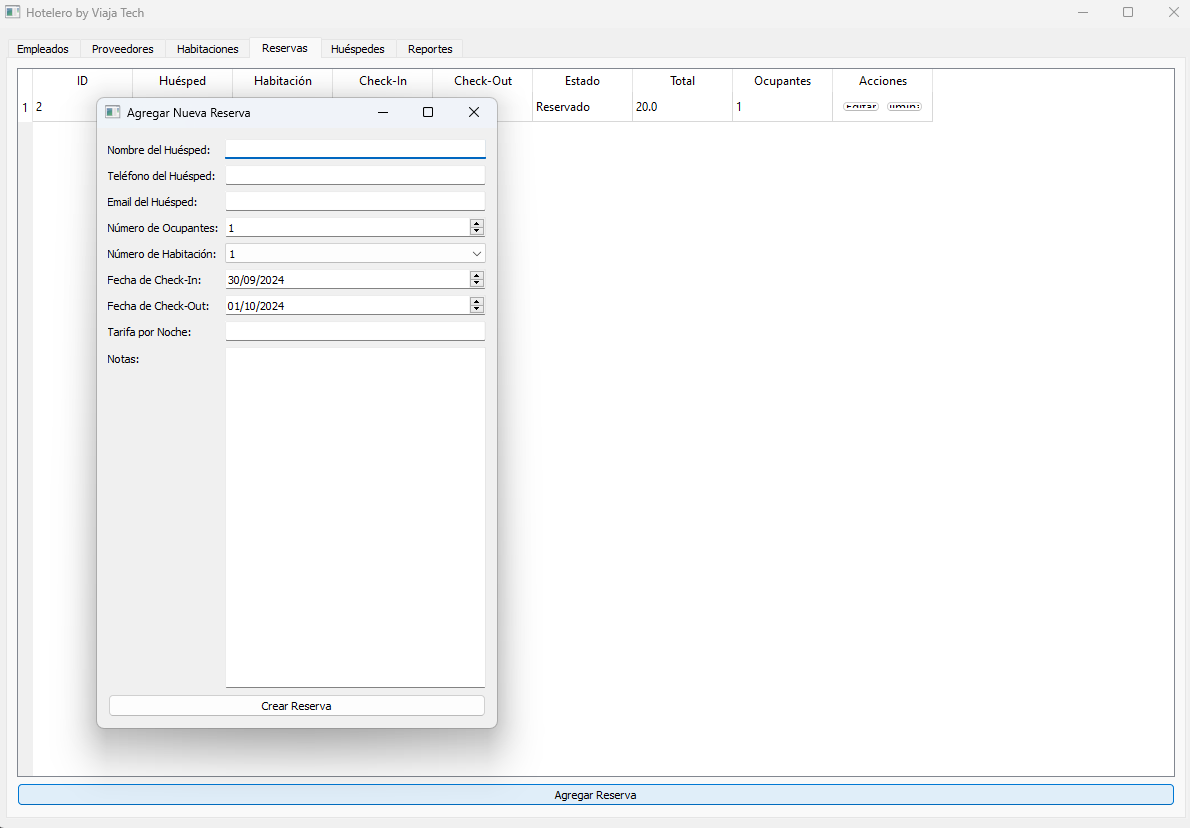 Hotelero by Viaja Tech
Empleados Proveedores Habitaciones Reservas Huéspedes Reportes
ID Huésped Habitación Check-In Check-Out Estado Total Ocupantes Acciones
1 2 Reservado 20.0 1 Editar
Agregar Nueva Reserva
Nombre del Huésped:
Teléfono del Huésped:
Email del Huésped:
Número de Ocupantes: 1
Número de Habitación: 1
Fecha de Check-In: 30/09/2024
Fecha de Check-Out: 01/10/2024
Tarifa por Noche:
Notas:
Crear Reserva
Agregar Reserva